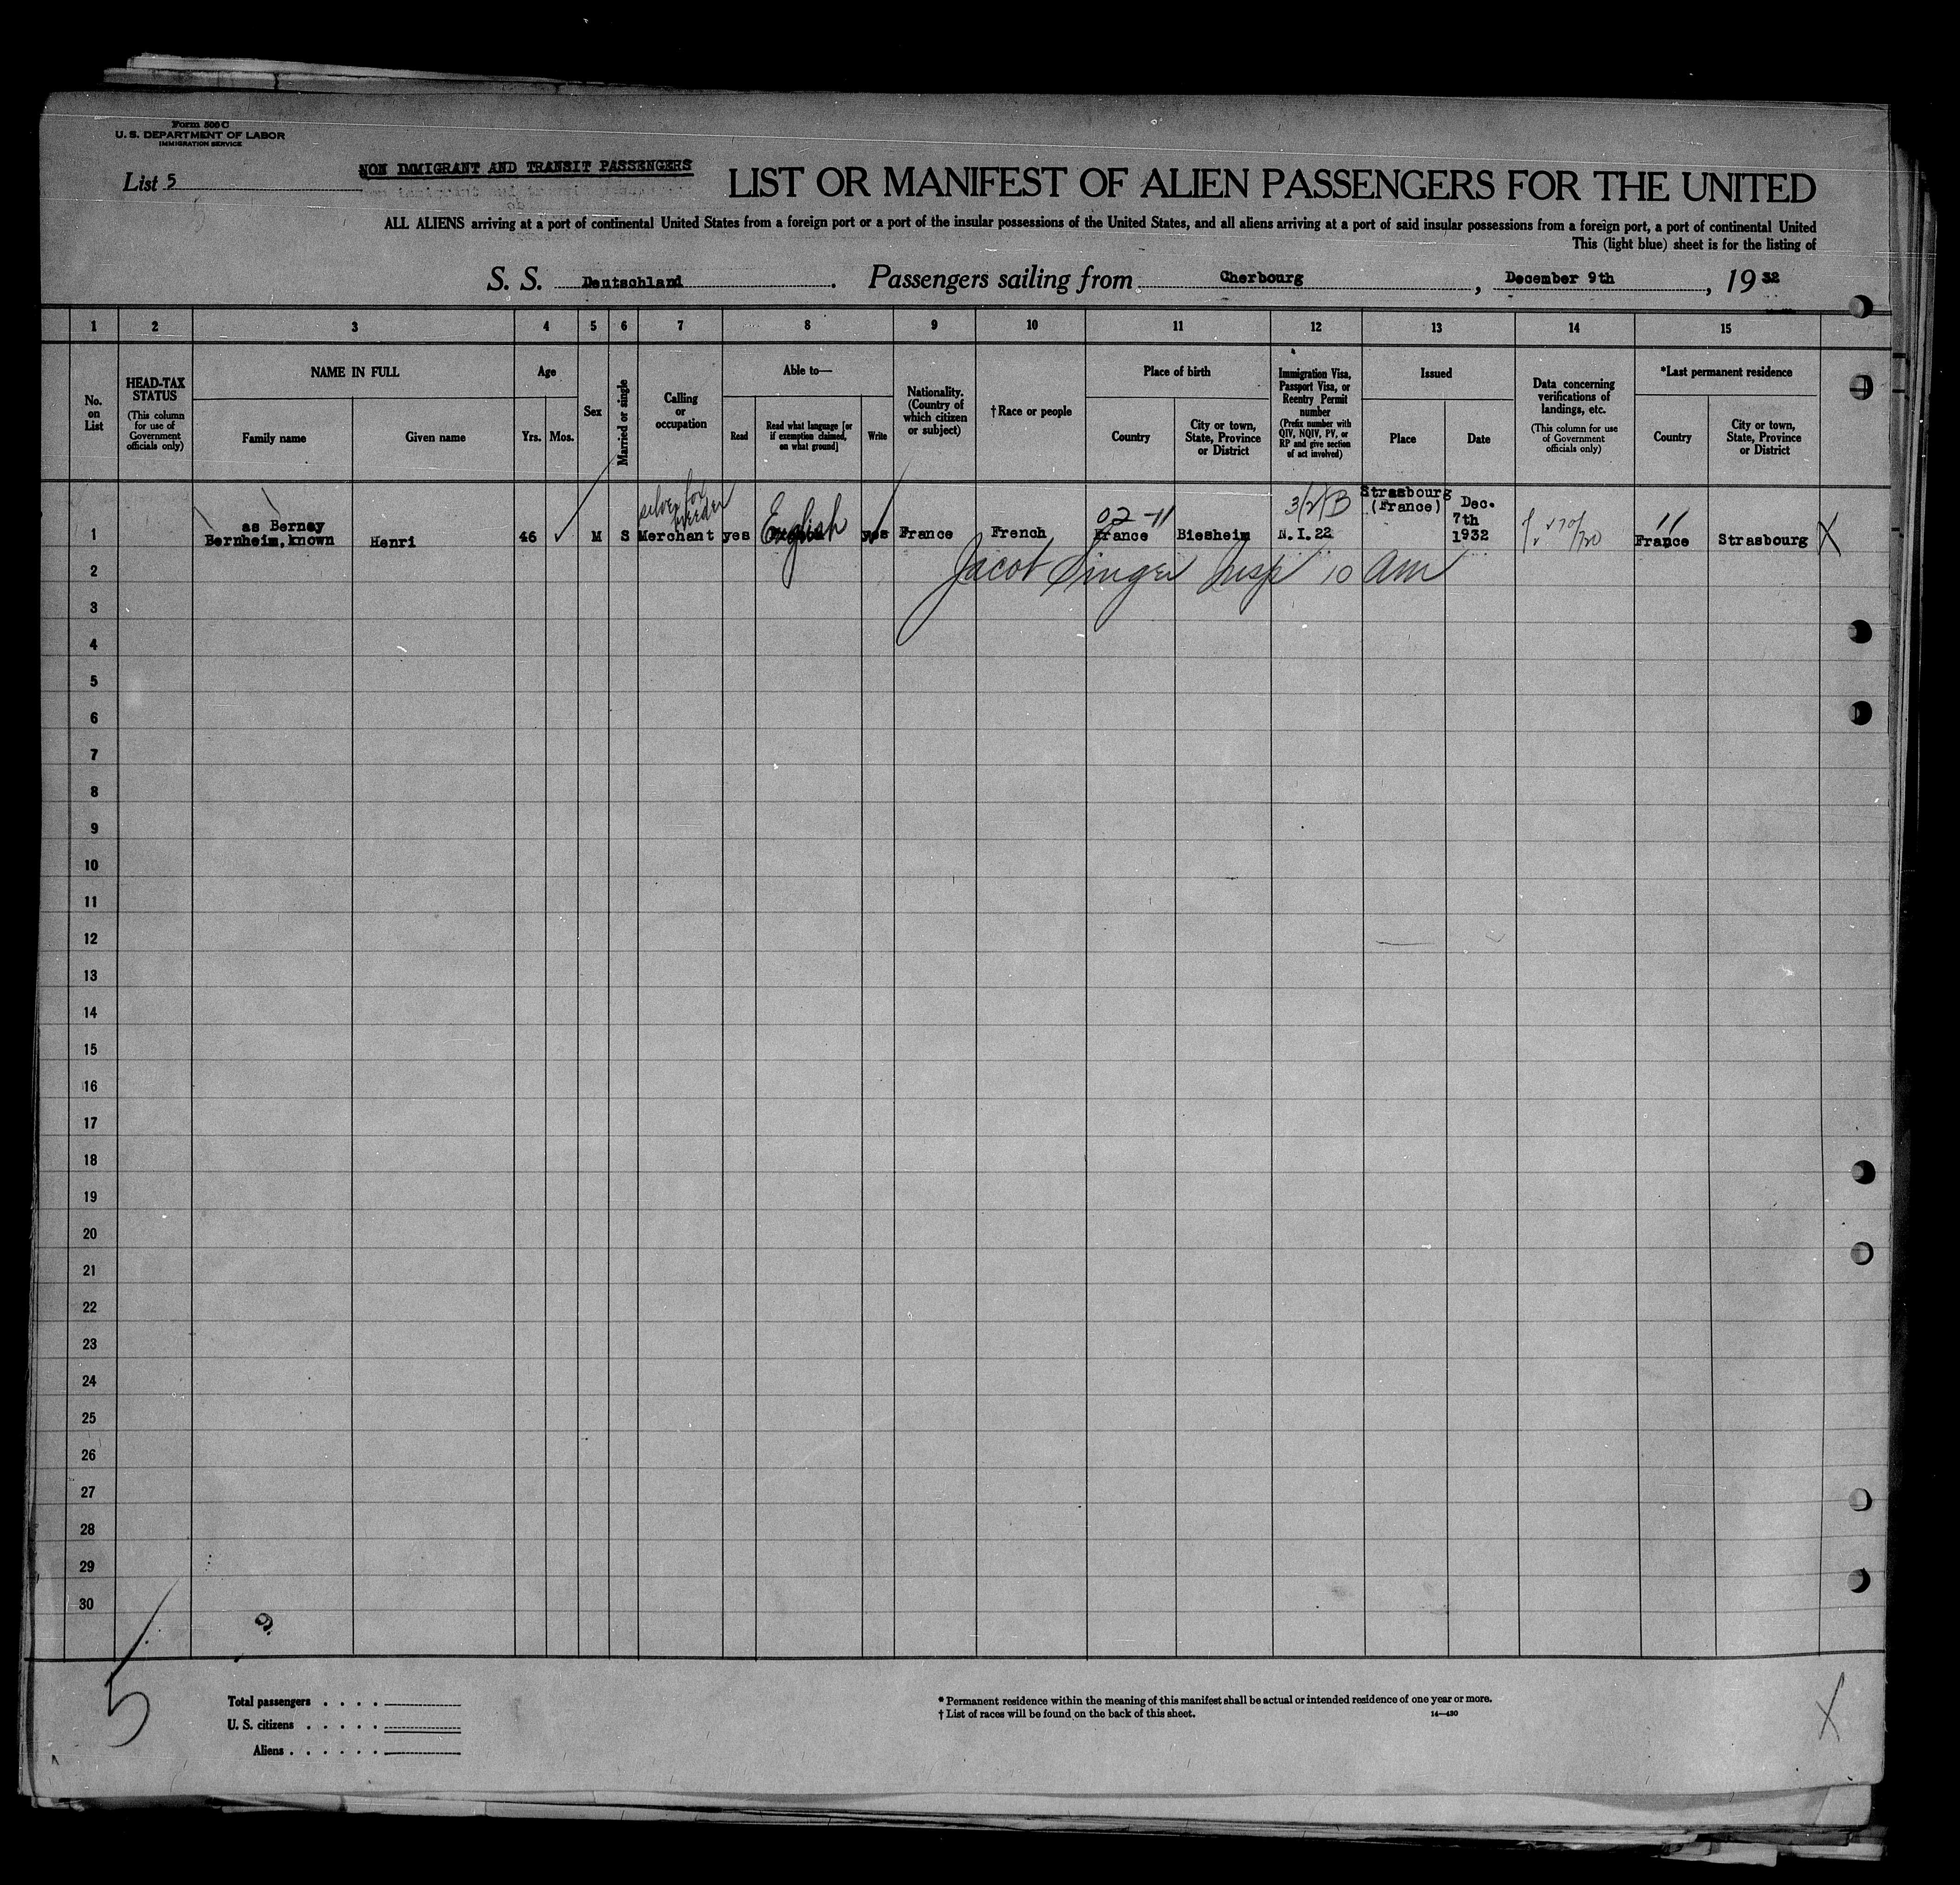 Form 500 C
U. S. DEPARTMENT OF LABOR
IMMIGRATION SERVICE
List 5
NON IMMIGRANT AND TRANSIT PASSENGERS
LIST OR MANIFEST OF ALIEN PASSENGERS FOR THE UNITED
ALL ALIENS arriving at a port of continental United States from a foreign port or a port of the insular possessions of the United States, and all aliens arriving at a port of said insular possessions from a foreign port, a port of continental United
This (light blue) sheet is for the listing of
S. S. Deutschland. Passengers sailing from Cherbourg, December 9th, 19 32
1 2 3 4 5 6 7 8 9 10 11 12 13 14 15
No. on List
HEAD-TAX STATUS
(This column for use of Government officials only)
NAME IN FULL
Family name
Given name
Age
Yrs.
Mos.
Sex
Married or single
Calling or occupation
Able to—
Read
Read what language [or if exemption claimed, on what ground]
Write
Nationality. (Country of which citizen or subject)
†Race or people
Place of birth
Country
City or town, State, Province or District
Immigration Visa, Passport Visa, or Reentry Permit number
(Prefix number with QIV, NQIV, PV, or RP and give section of act involved)
Issued
Place
Date
Data concerning verifications of landings, etc.
(This column for use of Government officials only)
*Last permanent residence
Country
City or town, State, Province or District
silver fox
breeder
3/2/B
Strasbourg
(France)
Dec.
7th
1932
as Berney
02 -11
11
1 Bernheim, known Henri 46 ✓ M S Merchant yes English yes France French France Biesheim N.I.22 France Strasbourg X
2 Jacob Singer Insp 10 Am
3
4
5
6
7
8
9
10
11
12
13
14
15
16
17
18
19
20
21
22
23
24
25
26
27
28
29
30
5
Total passengers . . . .
U. S. citizens . . . . .
Aliens . . . . . .
* Permanent residence within the meaning of this manifest shall be actual or intended residence of one year or more.
† List of races will be found on the back of this sheet.
14—430
X